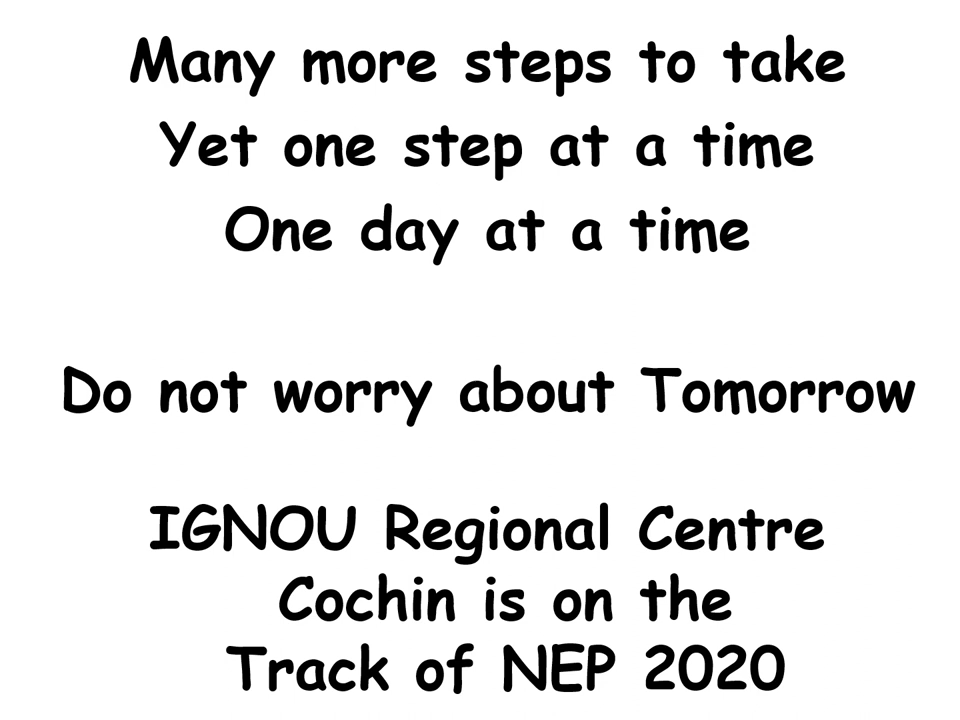 Many more steps to take
Yet one step at a time
One day at a time
Do not worry about Tomorrow
IGNOU Regional Centre
Cochin is on the
Track of NEP 2020